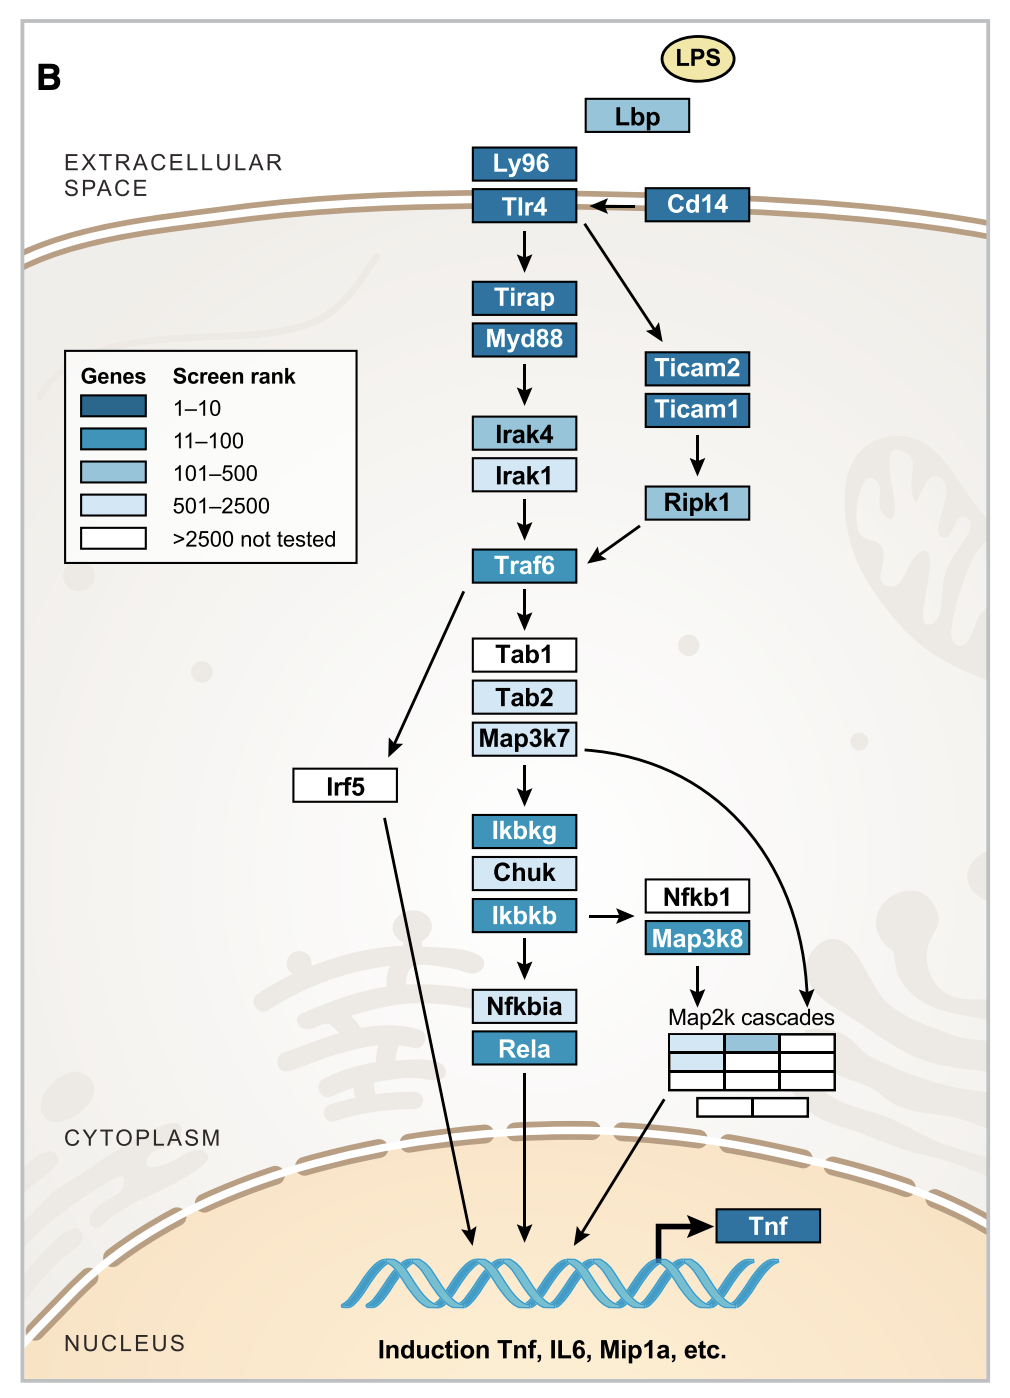 B
LPS
Lbp
EXTRACELLULAR
SPACE
Ly96
Tlr4
Cd14
Tirap
Myd88
Ticam2
Ticam1
Genes Screen rank
1–10
11–100
101–500
501–2500
>2500 not tested
Irak4
Irak1
Ripk1
Traf6
Tab1
Tab2
Map3k7
Irf5
Ikbkg
Chuk
Ikbkb
Nfkb1
Map3k8
Nfkbia
Rela
Map2k cascades
CYTOPLASM
Tnf
NUCLEUS
Induction Tnf, IL6, Mip1a, etc.